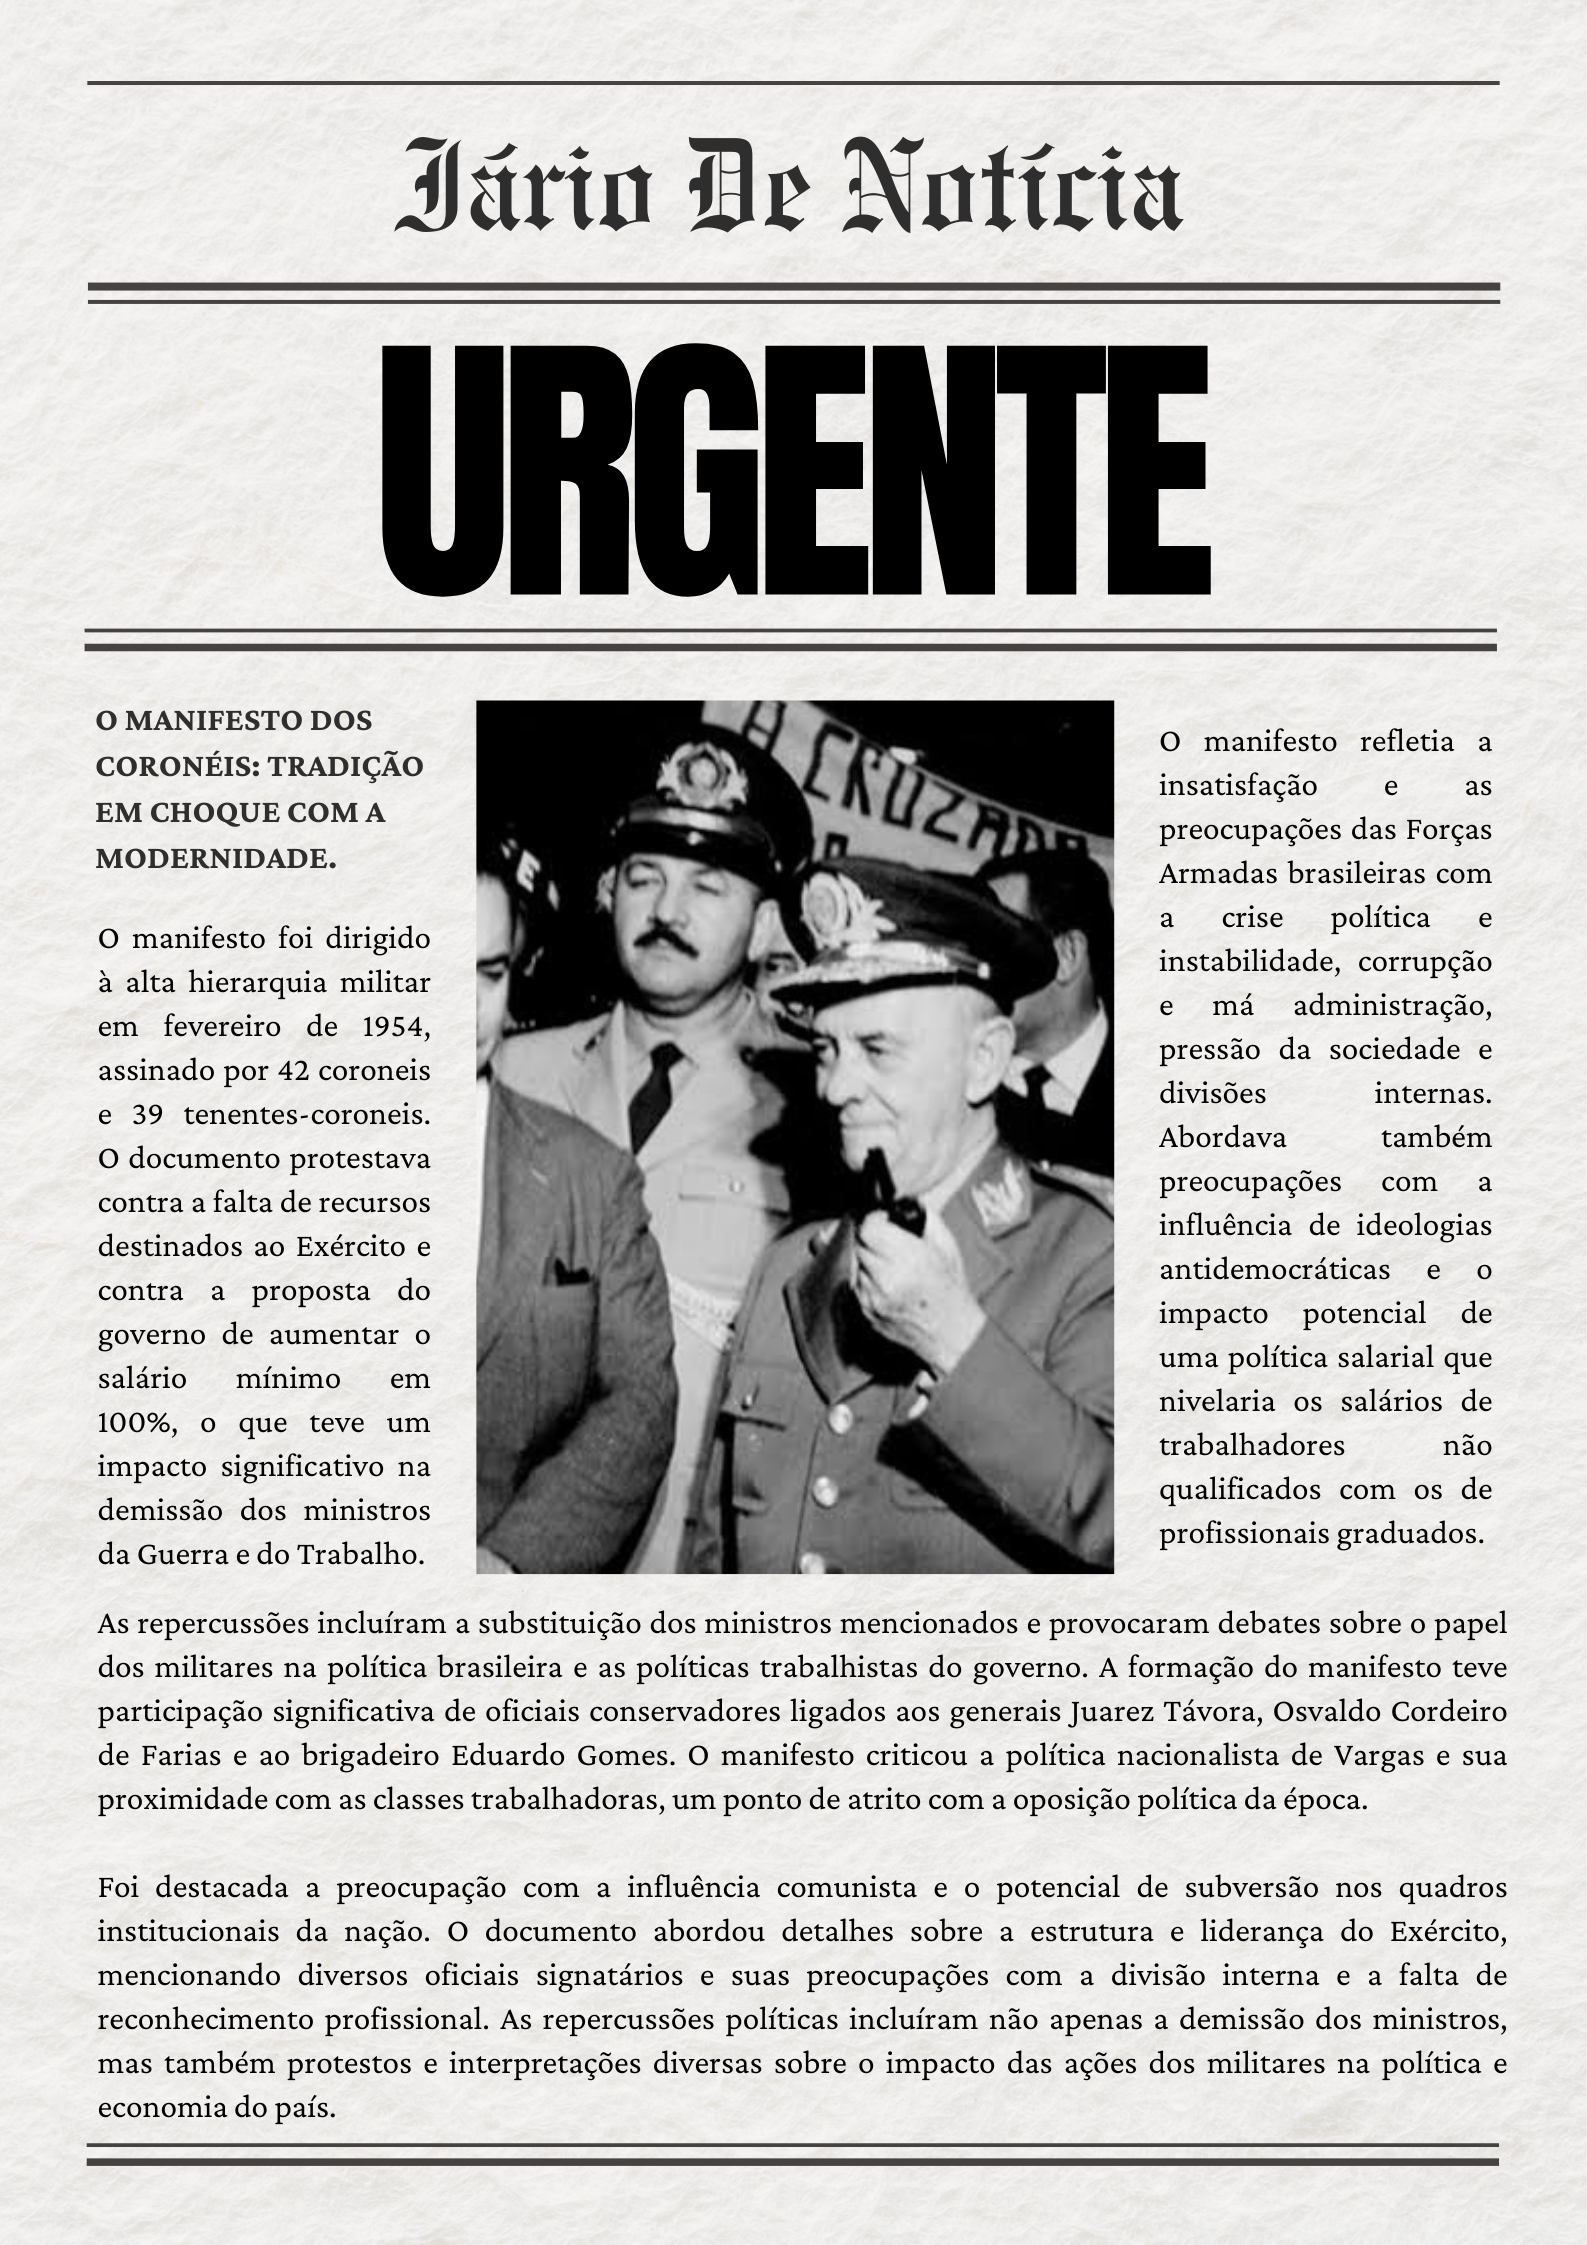 Jário De Notícia
URGENTE
O MANIFESTO DOS
CORONÉIS: TRADIÇÃO
EM CHOQUE COM A
MODERNIDADE.
O manifesto foi dirigido
à alta hierarquia militar
em fevereiro de 1954,
assinado por 42 coroneis
e 39 tenentes-coroneis.
O documento protestava
contra a falta de recursos
destinados ao Exército e
contra a proposta do
governo de aumentar o
salário mínimo em
100%, o que teve um
impacto significativo na
demissão dos ministros
da Guerra e do Trabalho.
A CRUZADA
O manifesto refletia a
insatisfação e as
preocupações das Forças
Armadas brasileiras com
a crise política e
instabilidade, corrupção
e má administração,
pressão da sociedade e
divisões internas.
Abordava também
preocupações com a
influência de ideologias
antidemocráticas e o
impacto potencial de
uma política salarial que
nivelaria os salários de
trabalhadores não
qualificados com os de
profissionais graduados.
As repercussões incluíram a substituição dos ministros mencionados e provocaram debates sobre o papel
dos militares na política brasileira e as políticas trabalhistas do governo. A formação do manifesto teve
participação significativa de oficiais conservadores ligados aos generais Juarez Távora, Osvaldo Cordeiro
de Farias e ao brigadeiro Eduardo Gomes. O manifesto criticou a política nacionalista de Vargas e sua
proximidade com as classes trabalhadoras, um ponto de atrito com a oposição política da época.
Foi destacada a preocupação com a influência comunista e o potencial de subversão nos quadros
institucionais da nação. O documento abordou detalhes sobre a estrutura e liderança do Exército,
mencionando diversos oficiais signatários e suas preocupações com a divisão interna e a falta de
reconhecimento profissional. As repercussões políticas incluíram não apenas a demissão dos ministros,
mas também protestos e interpretações diversas sobre o impacto das ações dos militares na política e
economia do país.